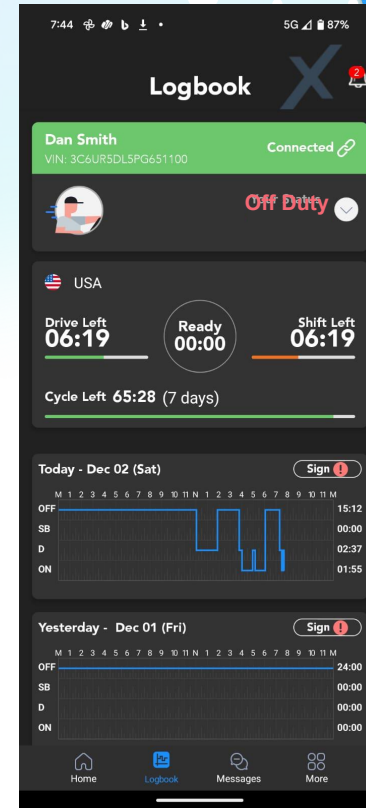 7:44
5G 87%
Logbook
2
Dan Smith
Connected
VIN: 3C6UR5DL5PG651100
Your Status
Off Duty
USA
Drive Left
06:19
Ready
00:00
Shift Left
06:19
Cycle Left 65:28 (7 days)
Today - Dec 02 (Sat)
Sign
M 1 2 3 4 5 6 7 8 9 10 11 N 1 2 3 4 5 6 7 8 9 10 11 M
OFF 15:12
SB 00:00
D 02:37
ON 01:55
Yesterday - Dec 01 (Fri)
Sign
M 1 2 3 4 5 6 7 8 9 10 11 N 1 2 3 4 5 6 7 8 9 10 11 M
OFF 24:00
SB 00:00
D 00:00
ON 00:00
Home Logbook Messages More